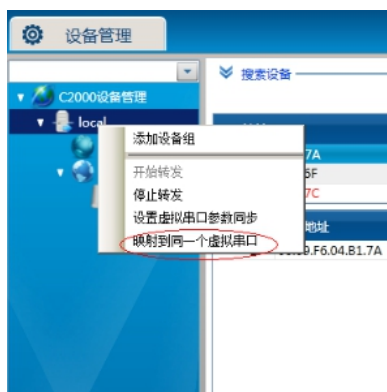 设备管理
搜索设备
C2000设备管理
local
添加设备组
7A
开始转发
6F
停止转发
7C
设置虚拟串口参数同步
地址
映射到同一个虚拟串口
F6.04.B1.7A